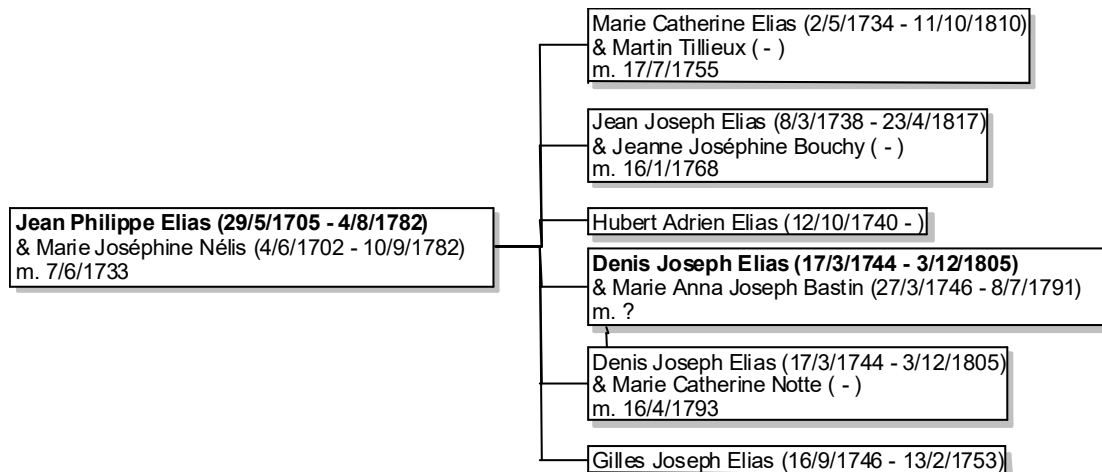 Marie Catherine Elias (2/5/1734 - 11/10/1810)
& Martin Tillieux ( - )
m. 17/7/1755
Jean Joseph Elias (8/3/1738 - 23/4/1817)
& Jeanne Joséphine Bouchy ( - )
m. 16/1/1768
Jean Philippe Elias (29/5/1705 - 4/8/1782)
& Marie Joséphine Nélis (4/6/1702 - 10/9/1782)
m. 7/6/1733
Hubert Adrien Elias (12/10/1740 - )
Denis Joseph Elias (17/3/1744 - 3/12/1805)
& Marie Anna Joseph Bastin (27/3/1746 - 8/7/1791)
m. ?
Denis Joseph Elias (17/3/1744 - 3/12/1805)
& Marie Catherine Notte ( - )
m. 16/4/1793
Gilles Joseph Elias (16/9/1746 - 13/2/1753)